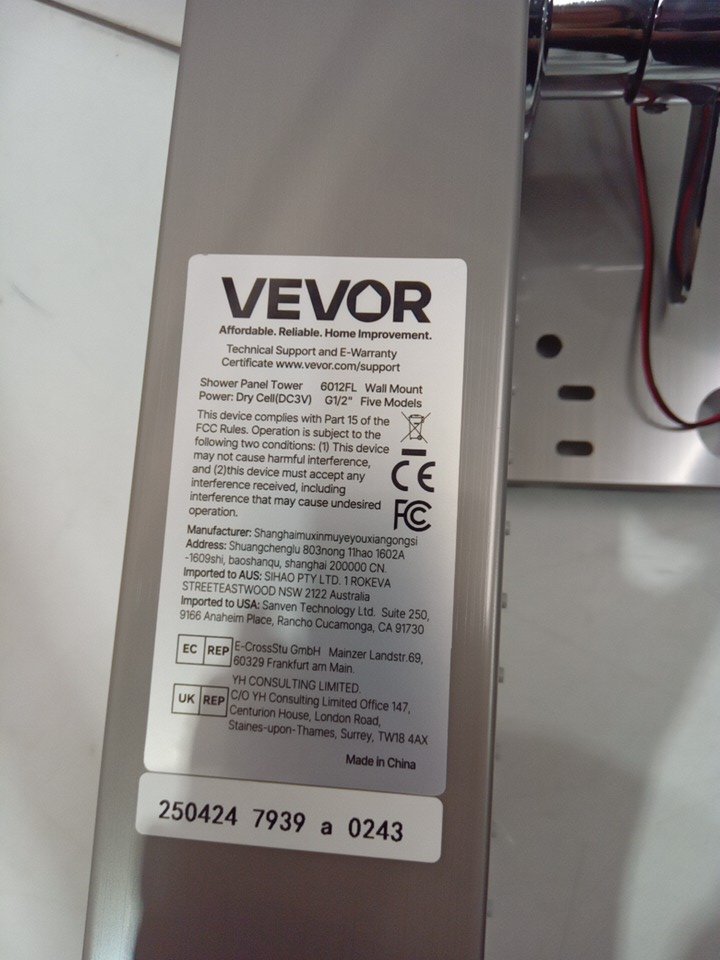 VEVOR
Affordable. Reliable. Home Improvement.
Technical Support and E-Warranty
Certificate www.vevor.com/support
Shower Panel Tower 6012FL Wall Mount
Power: Dry Cell(DC3V) G1/2" Five Models
This device complies with Part 15 of the
FCC Rules. Operation is subject to the
following two conditions: (1) This device
may not cause harmful interference,
and (2)this device must accept any
interference received, including
interference that may cause undesired
operation.
CE
FC
Manufacturer: Shanghaimuxinmuyeyouxiangongsi
Address: Shuangchenglu 803nong 11hao 1602A
-1609shi, baoshanqu, shanghai 200000 CN.
Imported to AUS: SIHAO PTY LTD. 1 ROKEVA
STREETEASTWOOD NSW 2122 Australia
Imported to USA: Sanven Technology Ltd. Suite 250,
9166 Anaheim Place, Rancho Cucamonga, CA 91730
EC REP E-CrossStu GmbH Mainzer Landstr.69,
60329 Frankfurt am Main.
YH CONSULTING LIMITED.
UK REP C/O YH Consulting Limited Office 147,
Centurion House, London Road,
Staines-upon-Thames, Surrey, TW18 4AX
Made in China
250424 7939 a 0243